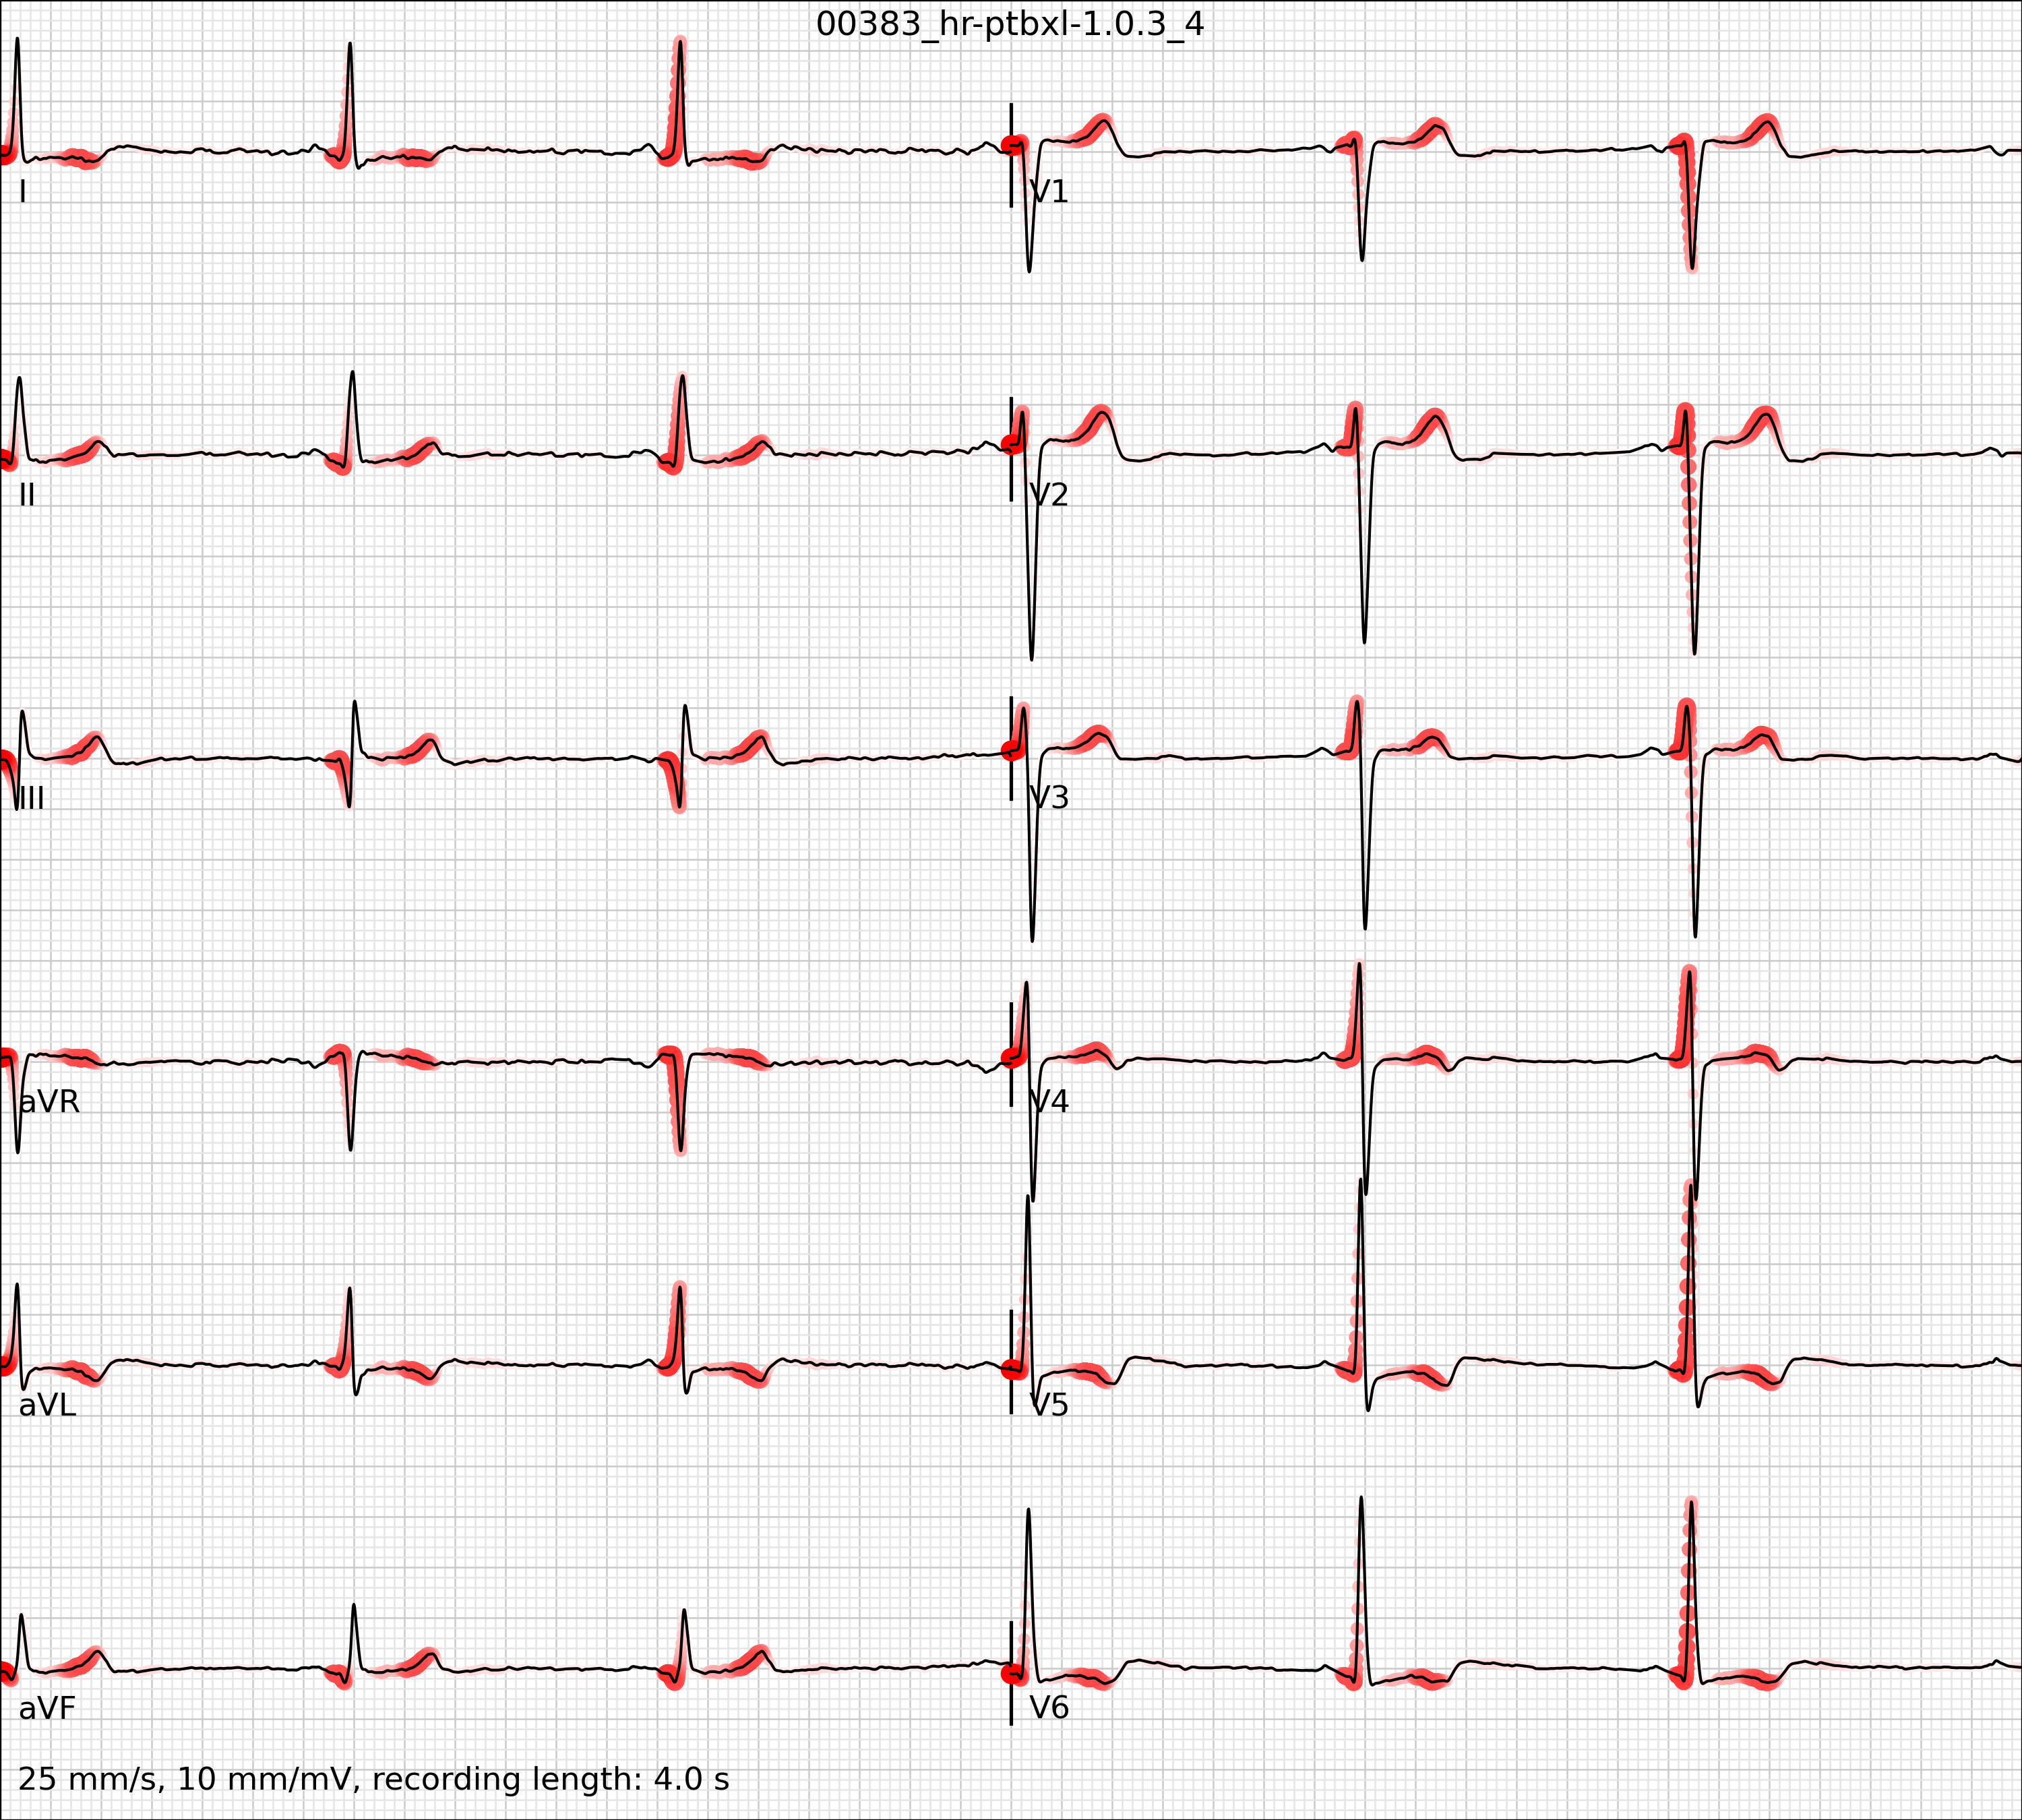 00383_hr-ptbxl-1.0.3_4
I
V1
II
V2
III
V3
aVR
V4
aVL
V5
aVF
V6
25 mm/s, 10 mm/mV, recording length: 4.0 s